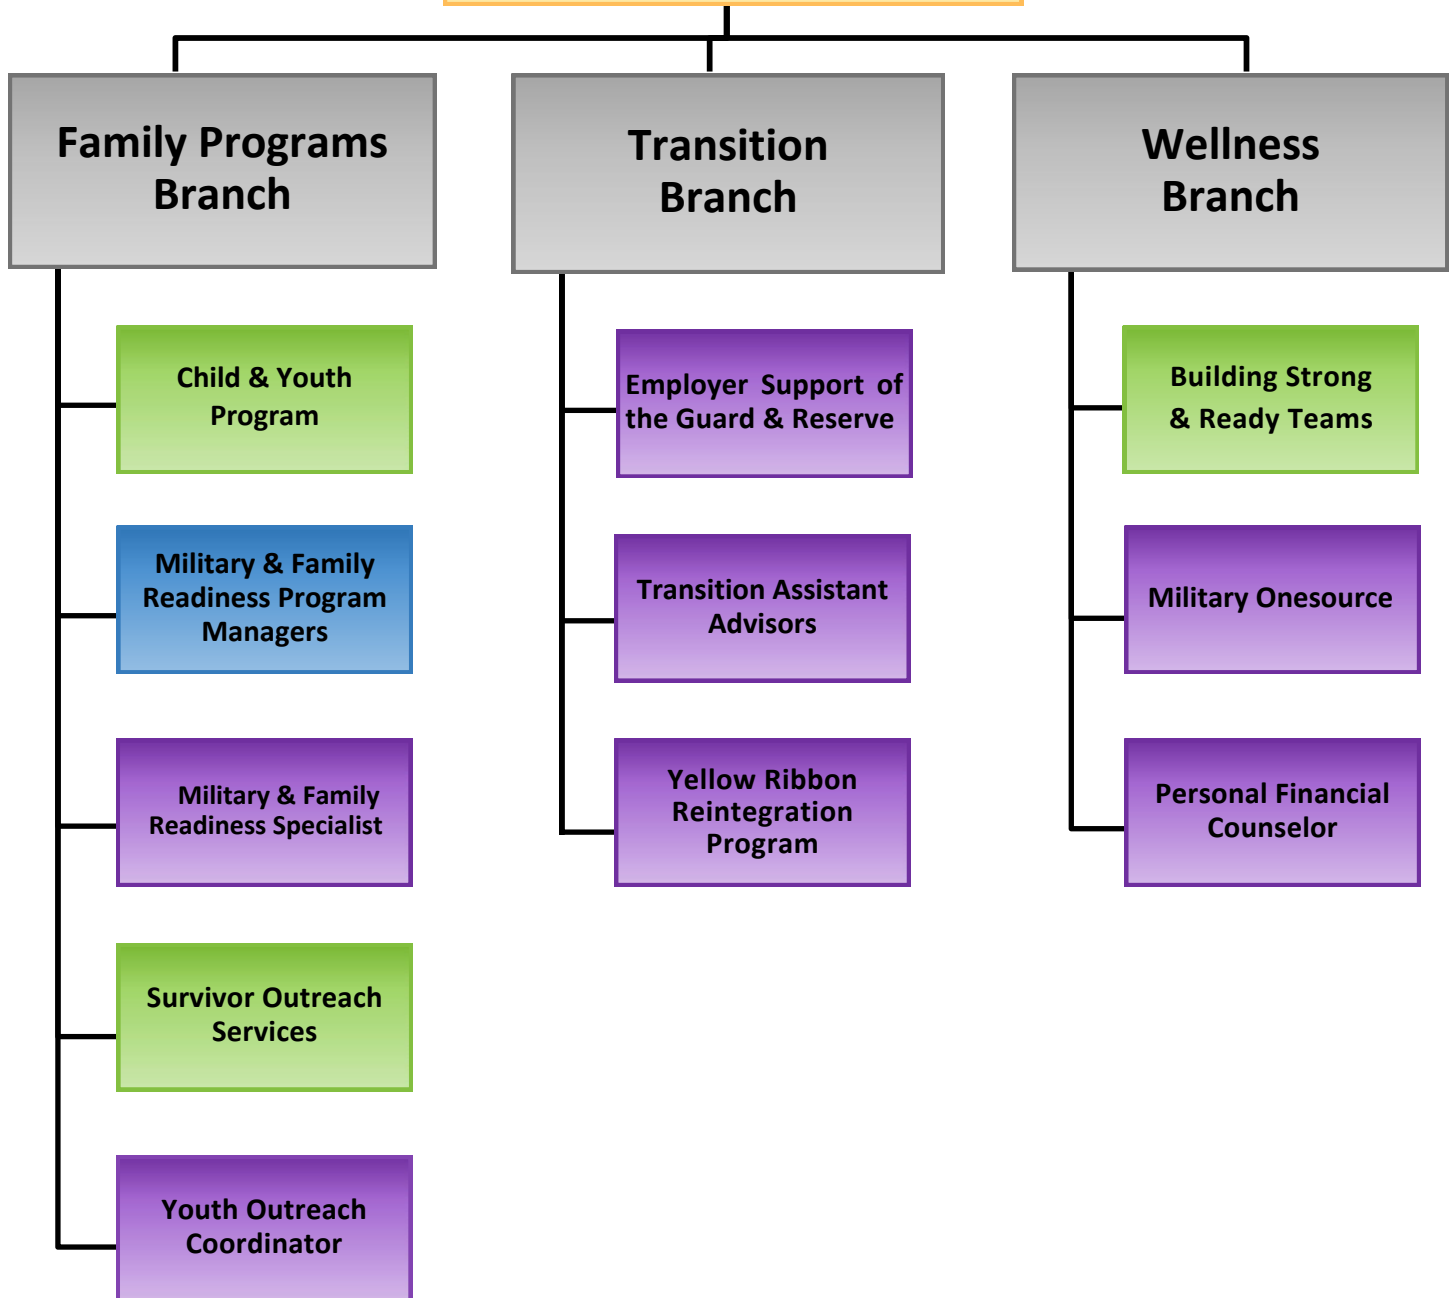 Family Programs
Branch
Transition
Branch
Wellness
Branch
Child & Youth
Program
Military & Family
Readiness Program
Managers
Military & Family
Readiness Specialist
Survivor Outreach
Services
Youth Outreach
Coordinator
Employer Support of
the Guard & Reserve
Transition Assistant
Advisors
Yellow Ribbon
Reintegration
Program
Building Strong
& Ready Teams
Military Onesource
Personal Financial
Counselor